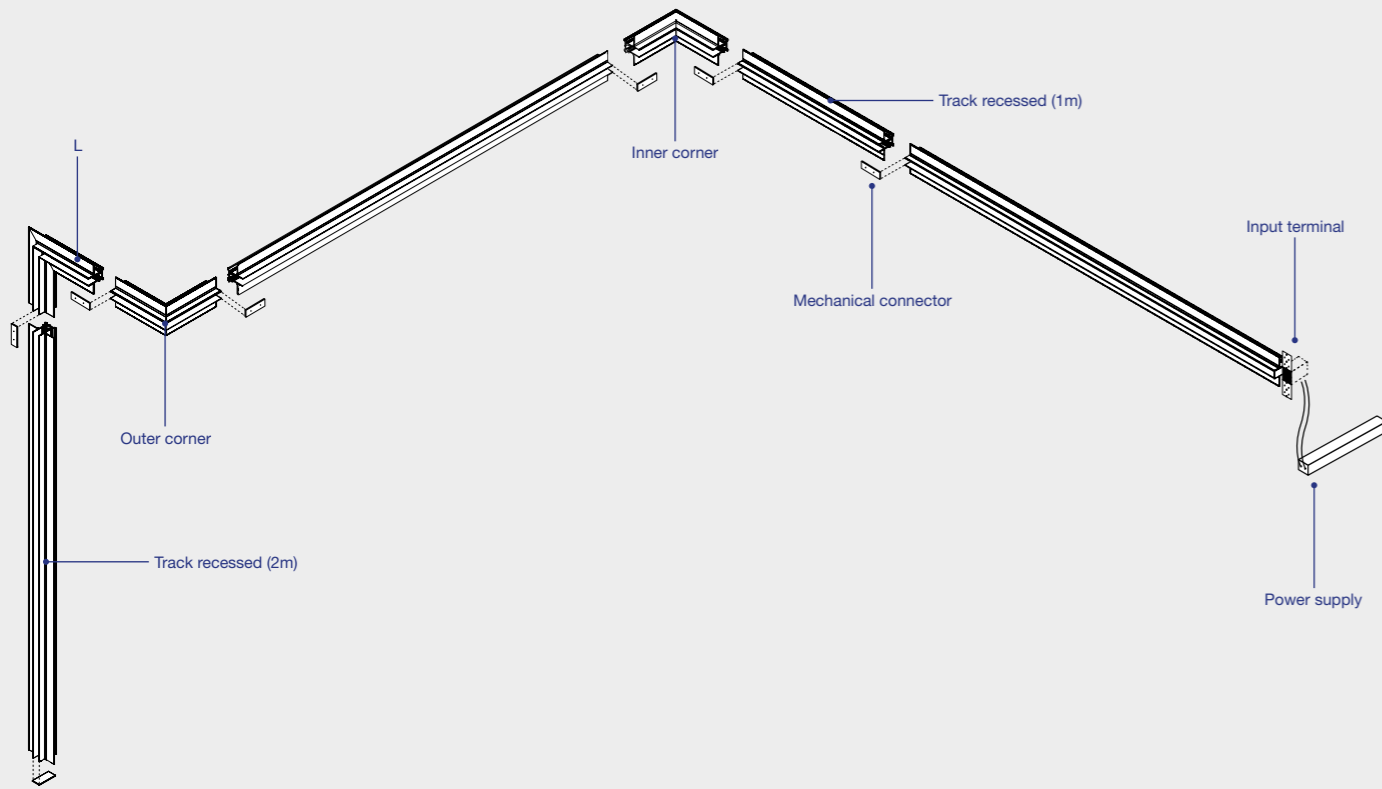 Track recessed (1m)
L
Inner corner
Input terminal
Mechanical connector
Outer corner
Track recessed (2m)
Power supply